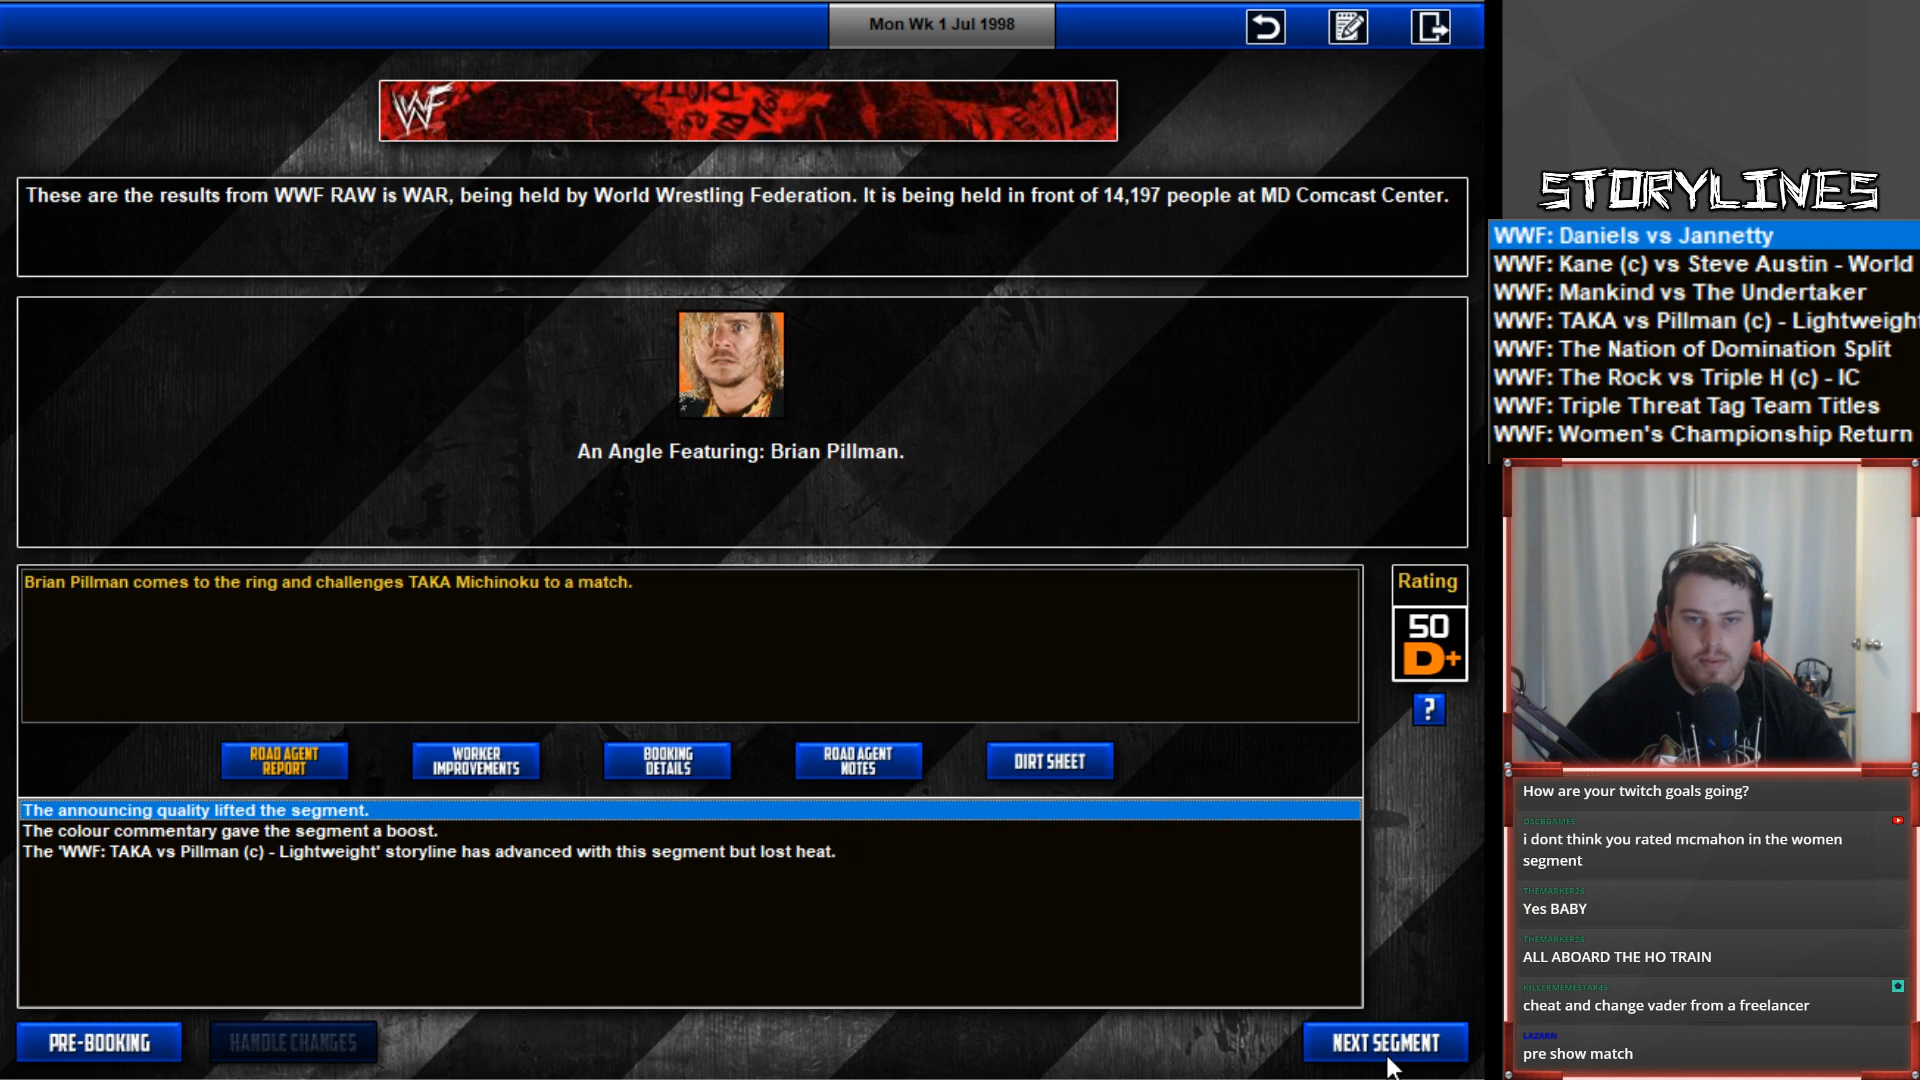 Mon Wk 1 Jul 1998
WWF
These are the results from WWF RAW is WAR, being held by World Wrestling Federation. It is being held in front of 14,197 people at MD Comcast Center.
An Angle Featuring: Brian Pillman.
Brian Pillman comes to the ring and challenges TAKA Michinoku to a match.
Rating
50
D+
?
ROAD AGENT REPORT
WORKER IMPROVEMENTS
BOOKING DETAILS
ROAD AGENT NOTES
DIRT SHEET
The announcing quality lifted the segment.
The colour commentary gave the segment a boost.
The 'WWF: TAKA vs Pillman (c) - Lightweight' storyline has advanced with this segment but lost heat.
PRE-BOOKING
HANDLE CHANGES
NEXT SEGMENT
STORYLINES
WWF: Daniels vs Jannetty
WWF: Kane (c) vs Steve Austin - World
WWF: Mankind vs The Undertaker
WWF: TAKA vs Pillman (c) - Lightweight
WWF: The Nation of Domination Split
WWF: The Rock vs Triple H (c) - IC
WWF: Triple Threat Tag Team Titles
WWF: Women's Championship Return
How are your twitch goals going?
OSCBGAMES
i dont think you rated mcmahon in the women
segment
THEMARKER26
Yes BABY
THEMARKER26
ALL ABOARD THE HO TRAIN
KILLERMEMESTAR45
cheat and change vader from a freelancer
LAZARN
pre show match